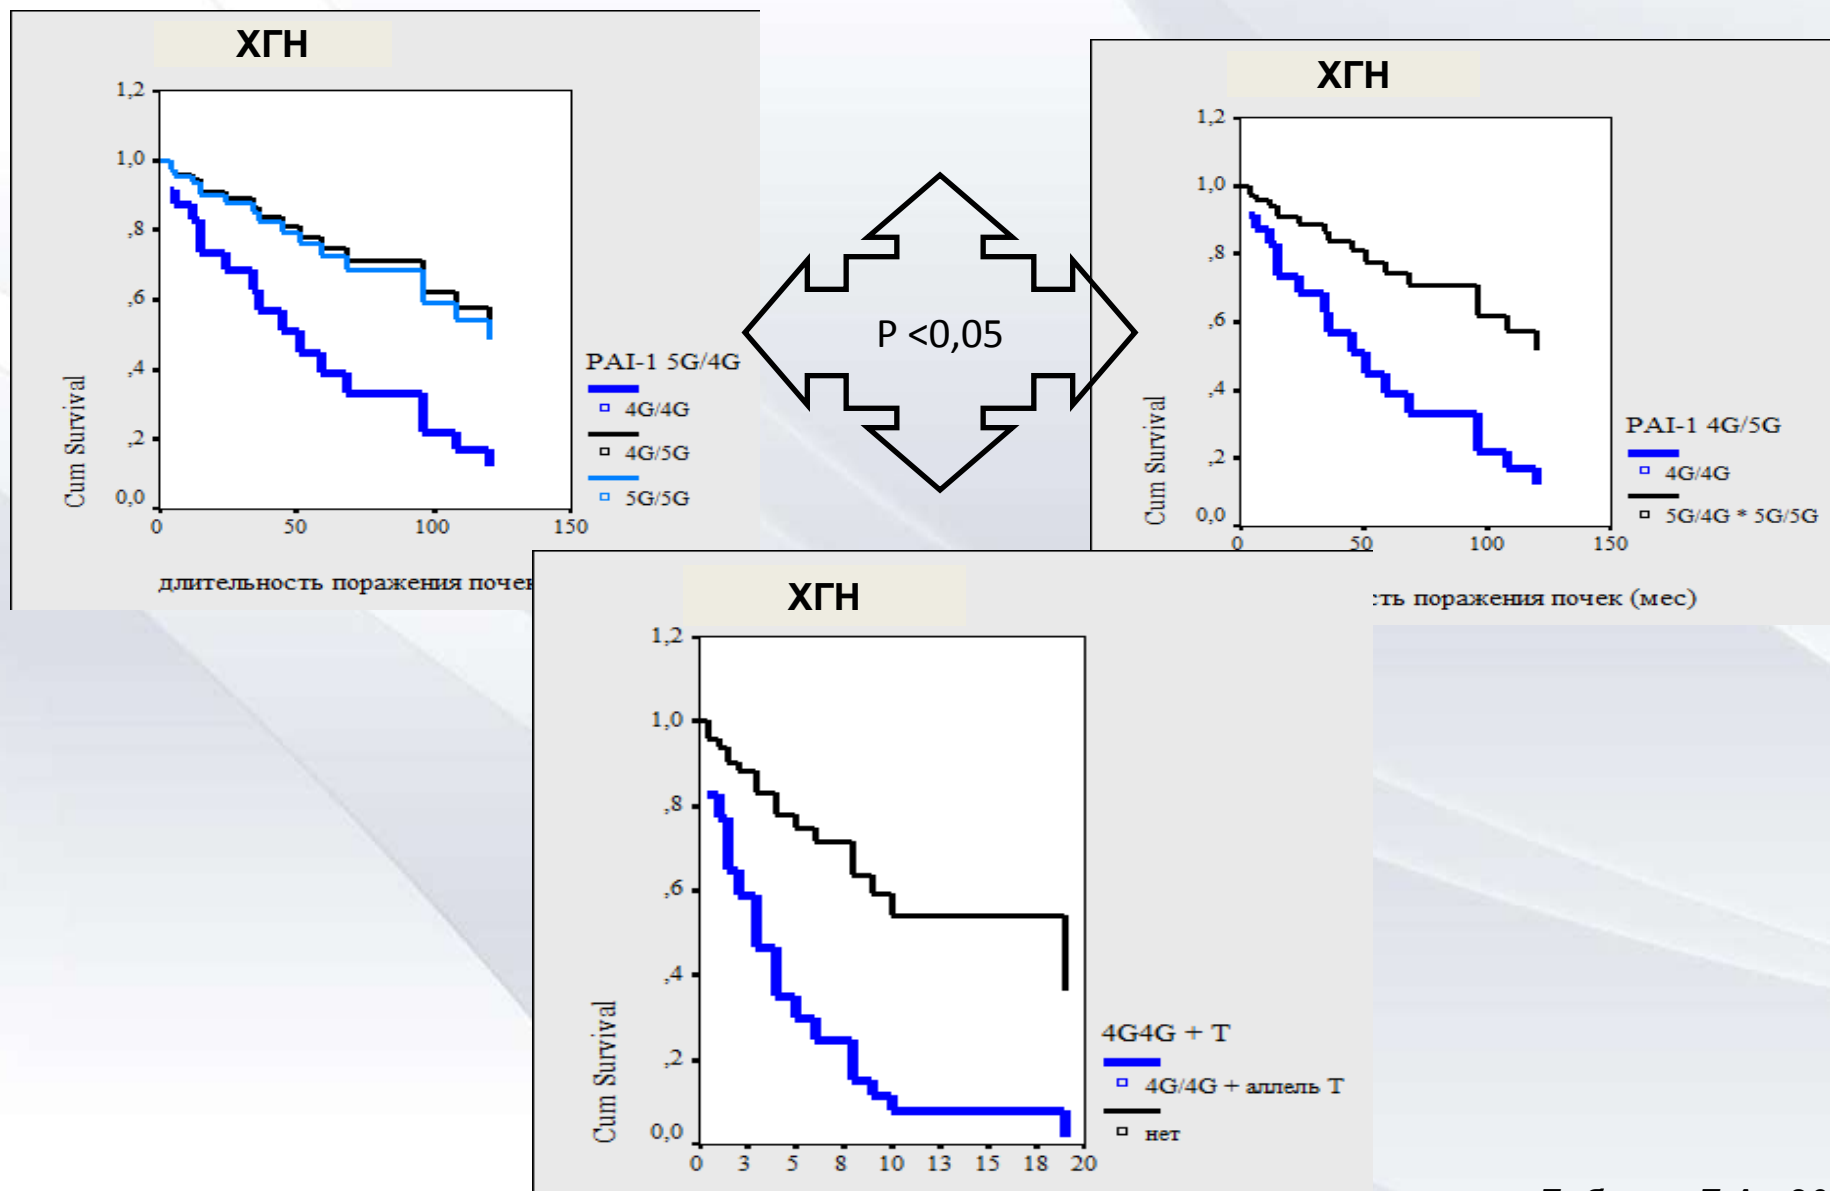 ХГН
1,2
1,0
,8
,6
,4
,2
0,0
Cum Survival
0 50 100 150
длительность поражения почек
PAI-1 5G/4G
4G/4G
4G/5G
5G/5G
P <0,05
ХГН
1,2
1,0
,8
,6
,4
,2
0,0
Cum Survival
0 50 100 150
сть поражения почек (мес)
PAI-1 4G/5G
4G/4G
5G/4G * 5G/5G
ХГН
1,2
1,0
,8
,6
,4
,2
0,0
Cum Survival
0 3 5 8 10 13 15 18 20
4G4G + T
4G/4G + аллель T
нет